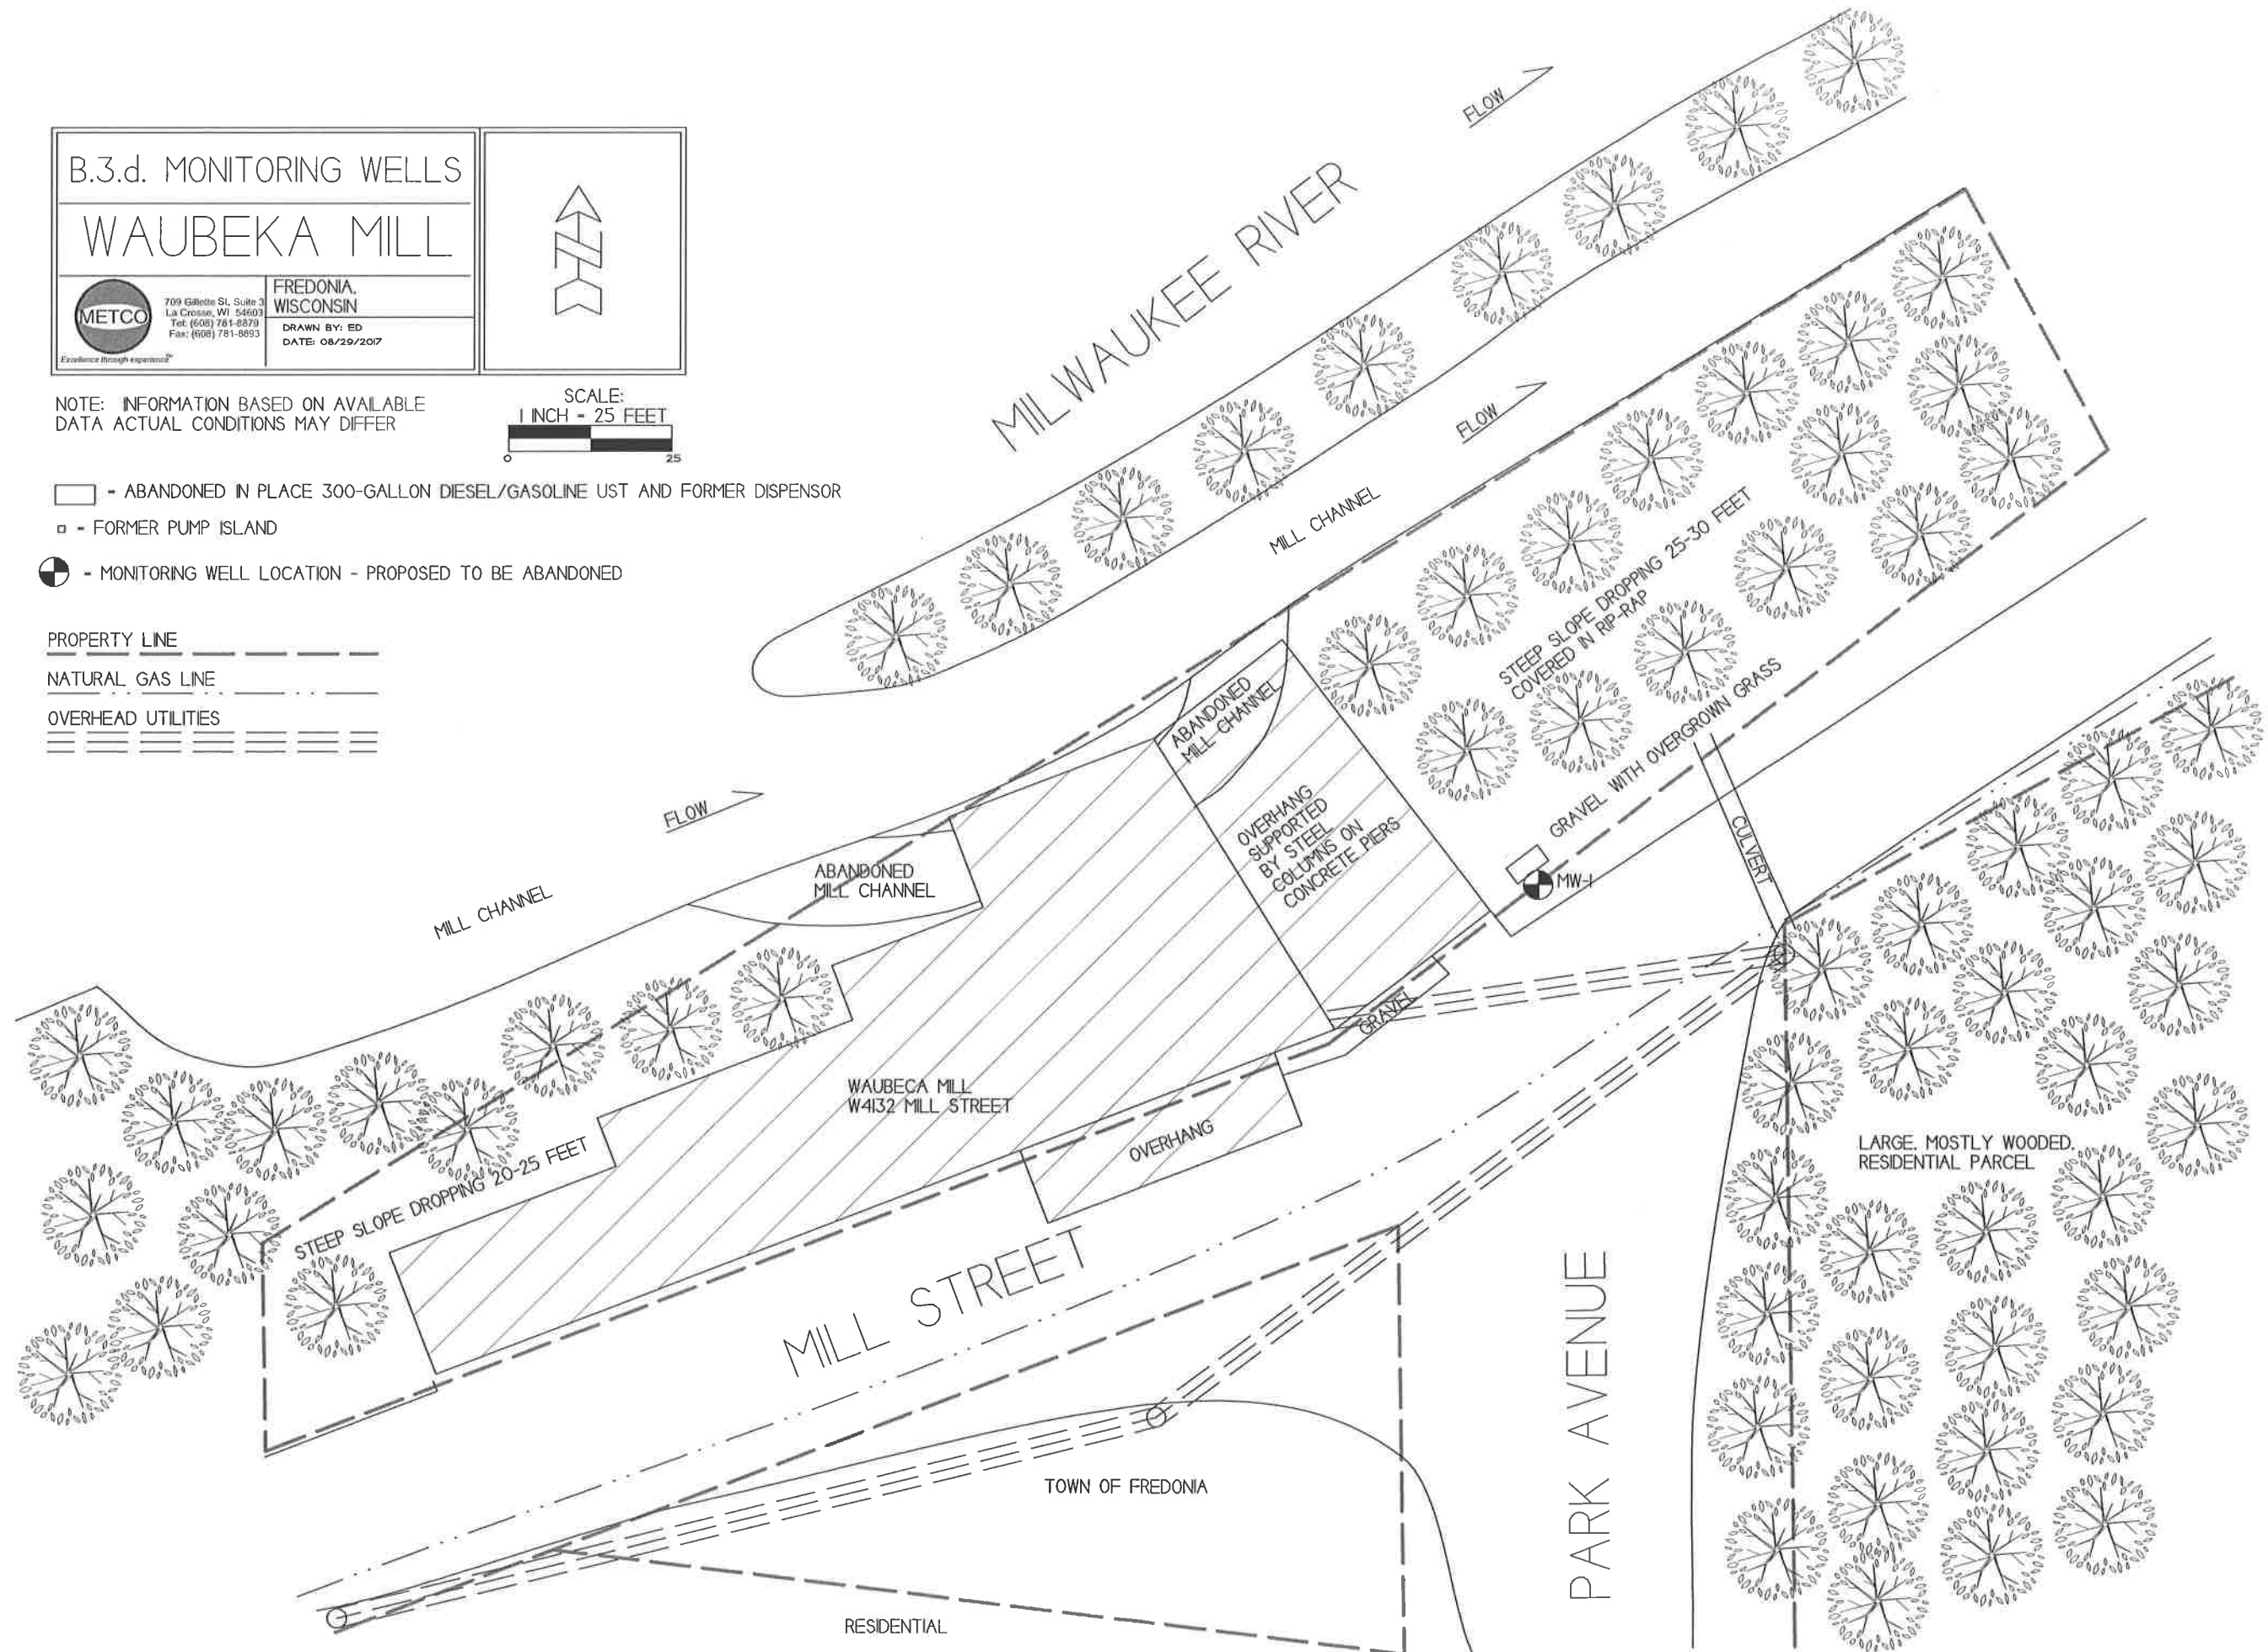 B.3.d. MONITORING WELLS
WAUBEKA MILL
METCO
Excellence through experience
709 Gillette St, Suite 3
La Crosse, WI 54603
Tel: (608) 781-8879
Fax: (608) 781-8893
FREDONIA,
WISCONSIN
DRAWN BY: ED
DATE: 08/29/2017
N
NOTE: INFORMATION BASED ON AVAILABLE
DATA ACTUAL CONDITIONS MAY DIFFER
SCALE:
1 INCH = 25 FEET
0 25
- ABANDONED IN PLACE 300-GALLON DIESEL/GASOLINE UST AND FORMER DISPENSOR
- FORMER PUMP ISLAND
- MONITORING WELL LOCATION - PROPOSED TO BE ABANDONED
PROPERTY LINE
NATURAL GAS LINE
OVERHEAD UTILITIES
FLOW
MILWAUKEE RIVER
FLOW
MILL CHANNEL
STEEP SLOPE DROPPING 25-30 FEET
COVERED IN RIP-RAP
GRAVEL WITH OVERGROWN GRASS
ABANDONED
MILL CHANNEL
OVERHANG
SUPPORTED
BY STEEL
COLUMNS ON
CONCRETE PIERS
MW-1
CULVERT
FLOW
ABANDONED
MILL CHANNEL
MILL CHANNEL
GRAVEL
WAUBECA MILL
W4132 MILL STREET
OVERHANG
STEEP SLOPE DROPPING 20-25 FEET
LARGE, MOSTLY WOODED,
RESIDENTIAL PARCEL
MILL STREET
PARK AVENUE
TOWN OF FREDONIA
RESIDENTIAL